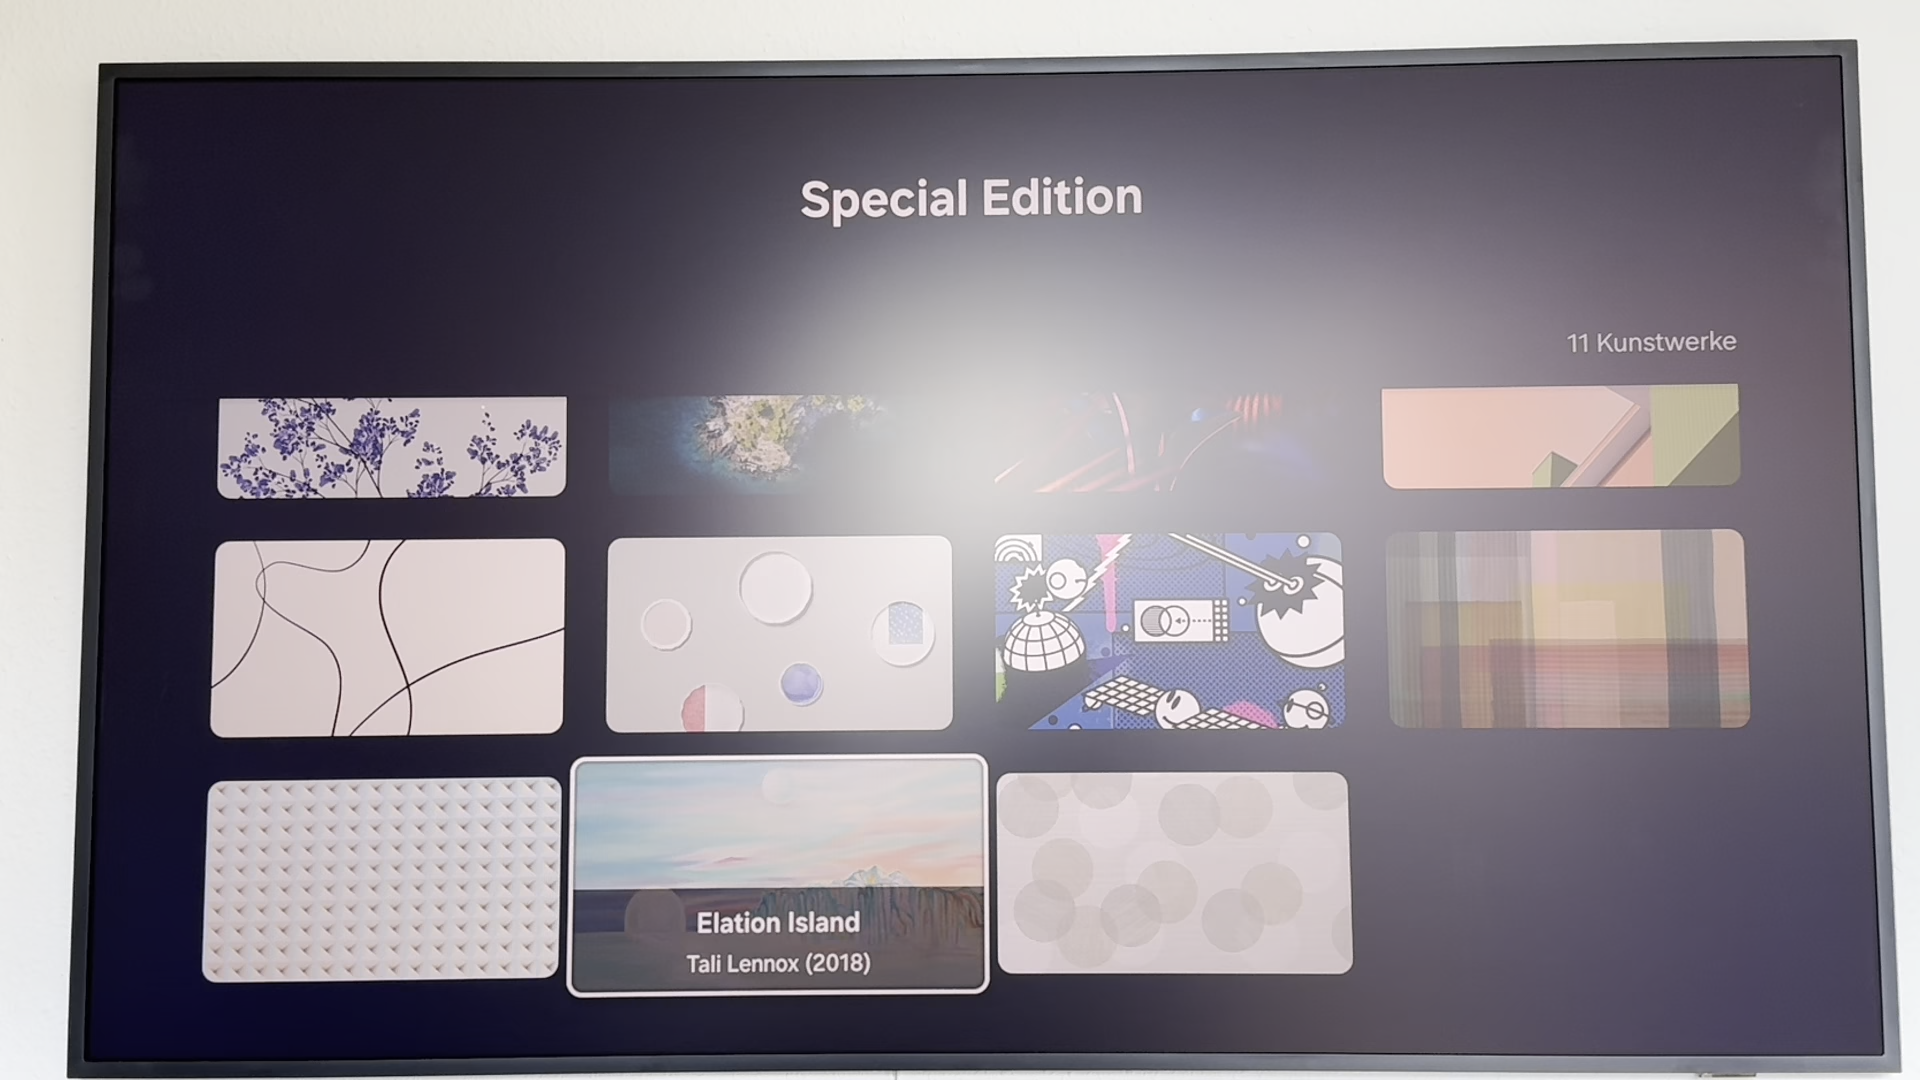 Special Edition
11 Kunstwerke
Elation Island
Tali Lennox (2018)